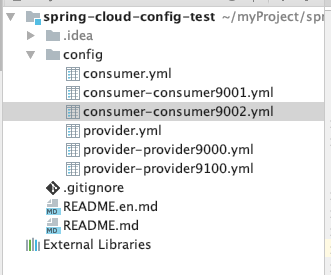 spring-cloud-config-test ~/myProject/spr
.idea
config
consumer.yml
consumer-consumer9001.yml
consumer-consumer9002.yml
provider.yml
provider-provider9000.yml
provider-provider9100.yml
.gitignore
README.en.md
README.md
External Libraries